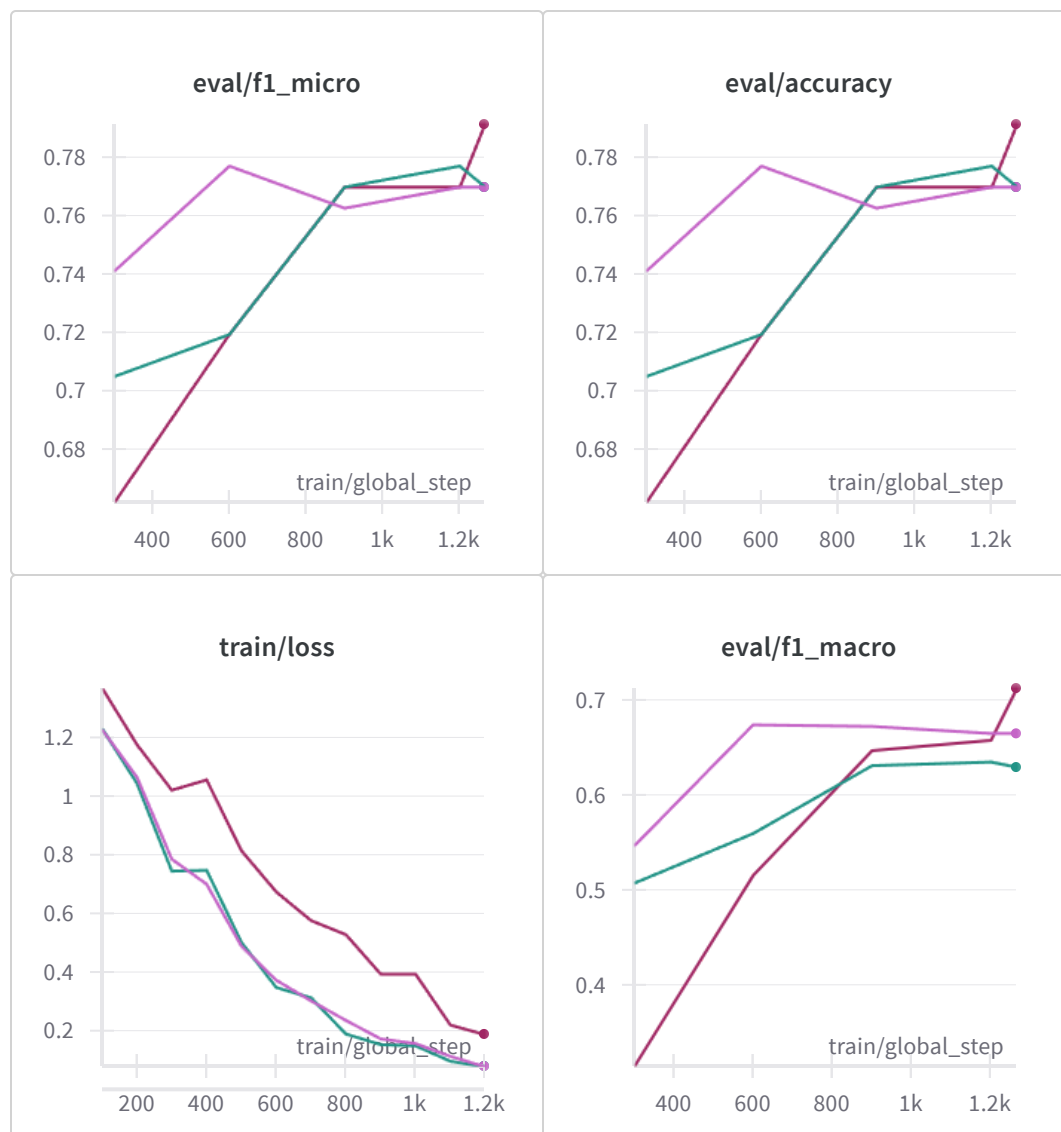 eval/f1_micro
0.78
0.76
0.74
0.72
0.7
0.68
train/global_step
400 600 800 1k 1.2k
eval/accuracy
0.78
0.76
0.74
0.72
0.7
0.68
train/global_step
400 600 800 1k 1.2k
train/loss
1.2
1
0.8
0.6
0.4
0.2
train/global_step
200 400 600 800 1k 1.2k
eval/f1_macro
0.7
0.6
0.5
0.4
train/global_step
400 600 800 1k 1.2k